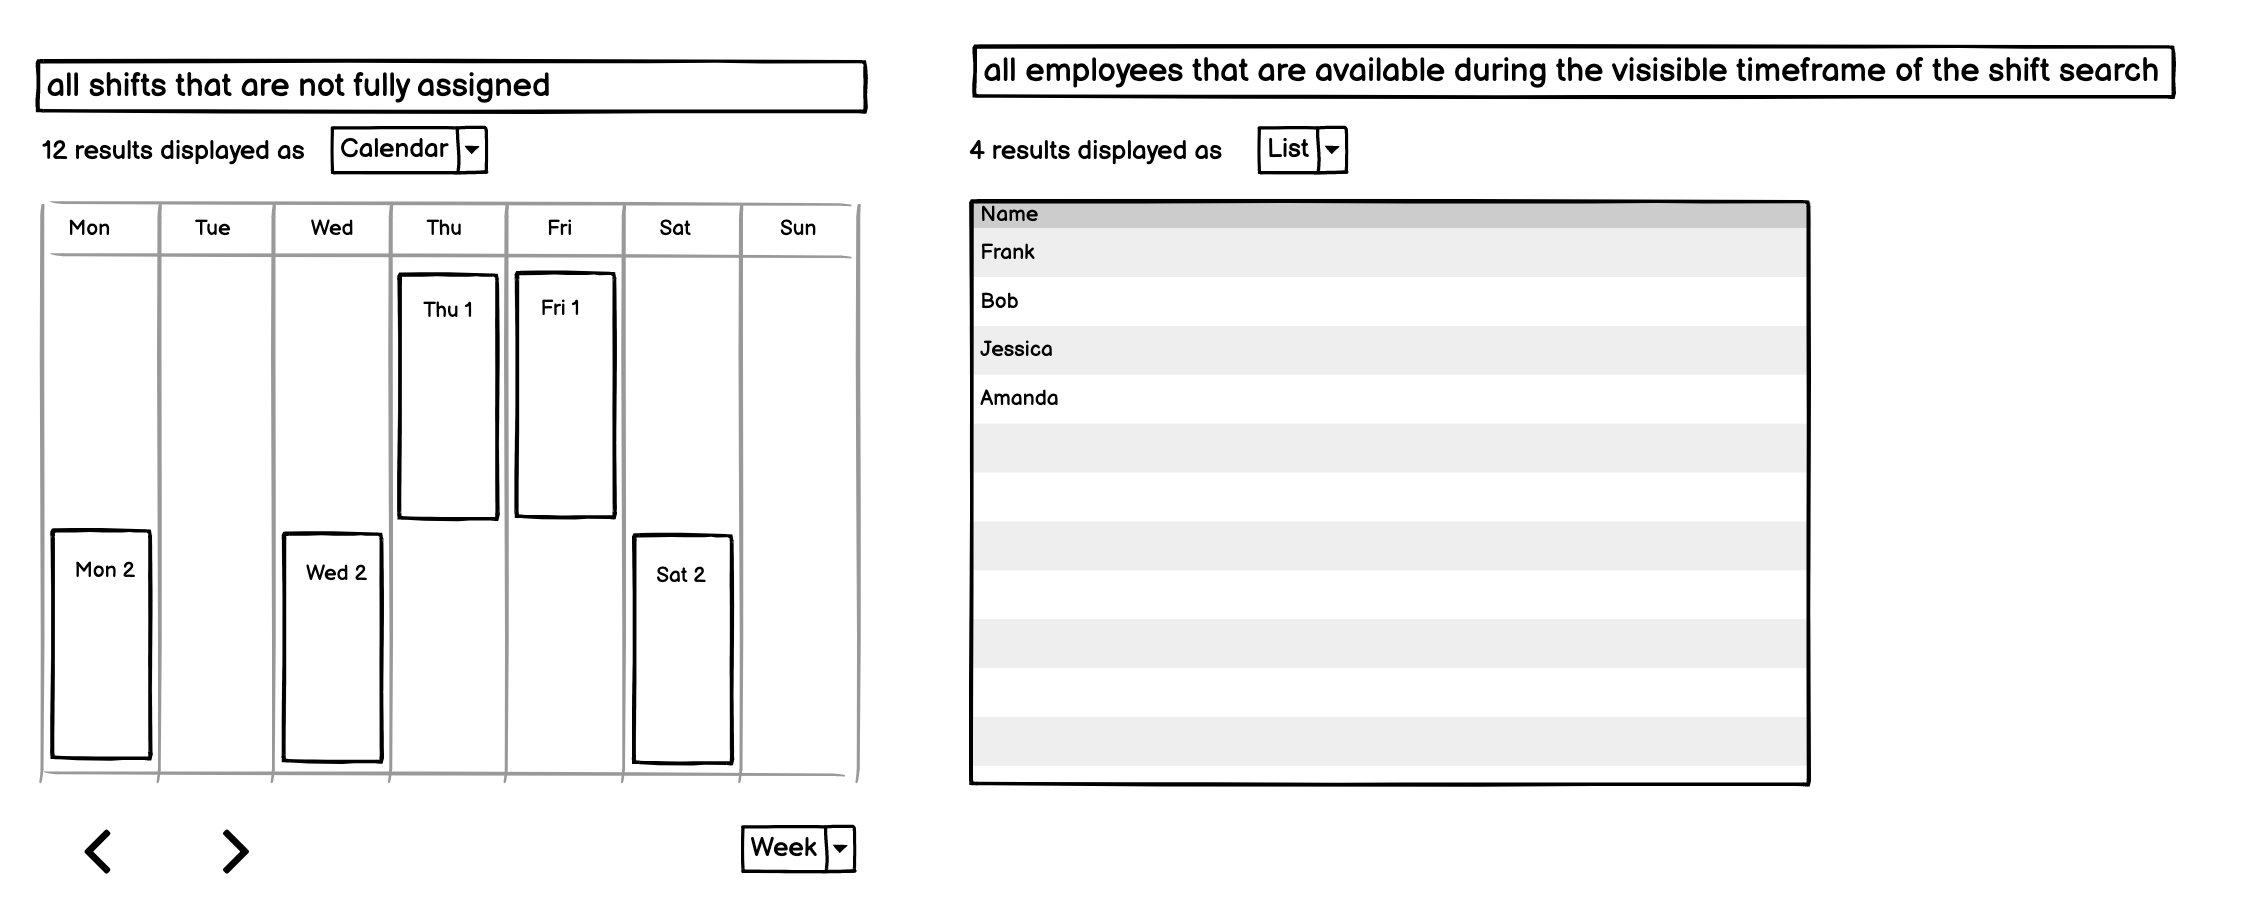 all shifts that are not fully assigned
12 results displayed as Calendar
Mon Tue Wed Thu Fri Sat Sun
Thu 1 Fri 1
Mon 2 Wed 2 Sat 2
Week
all employees that are available during the visisible timeframe of the shift search
4 results displayed as List
Name
Frank
Bob
Jessica
Amanda